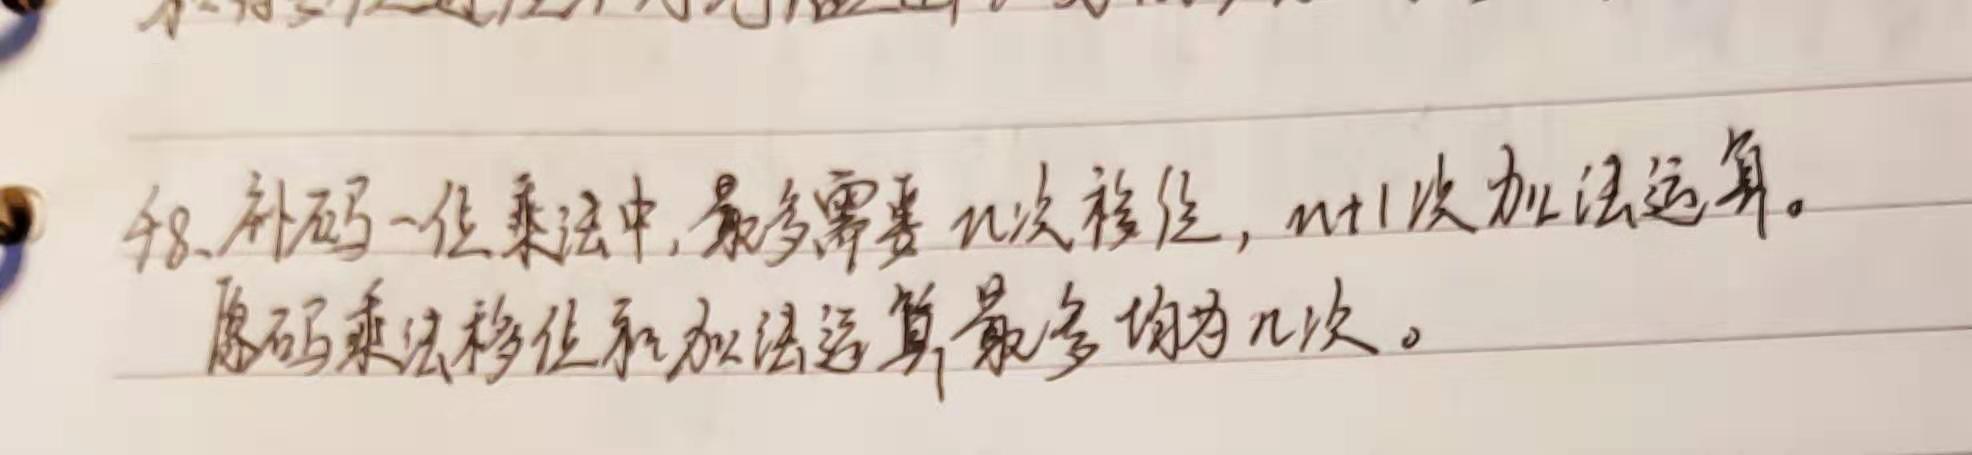 48、补码一位乘法中,最多需要n次移位,n+1次加法运算。
原码乘法移位和加法运算最多均为n次。